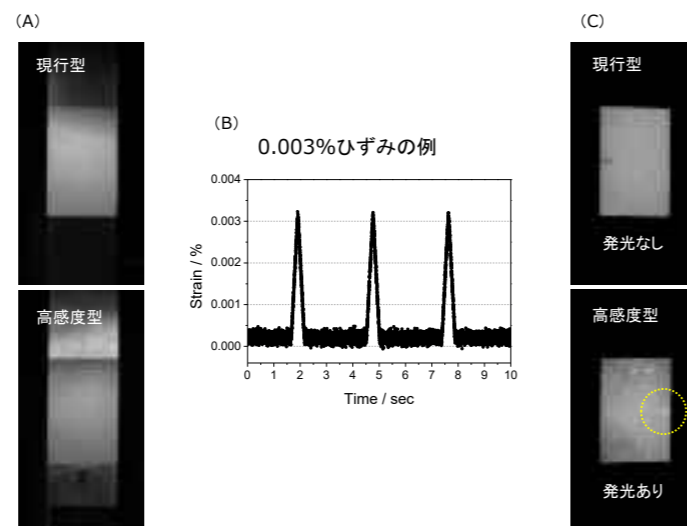 (A)
現行型
高感度型
(B)
0.003%ひずみの例
0.004
0.003
0.002
0.001
0.000
Strain / %
0 1 2 3 4 5 6 7 8 9 10
Time / sec
(C)
現行型
発光なし
高感度型
発光あり